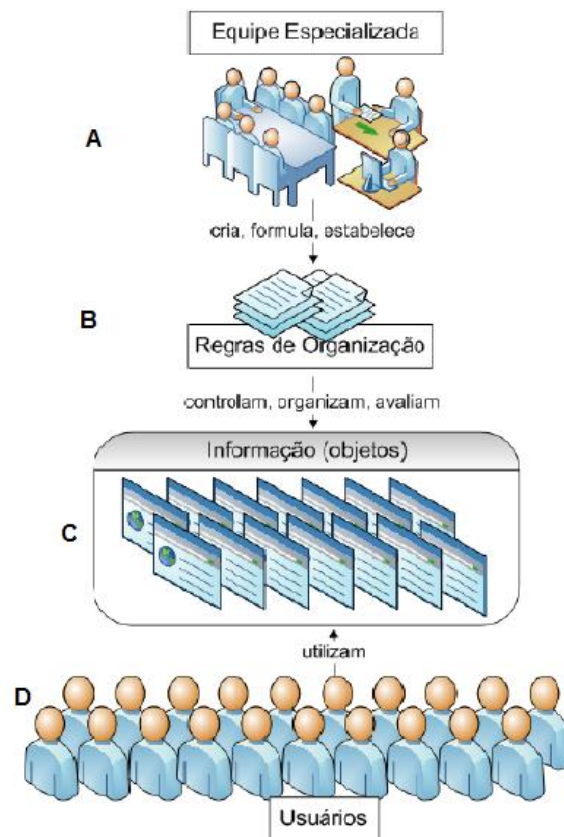 Equipe Especializada
A
cria, formula, estabelece
B
Regras de Organização
controlam, organizam, avaliam
Informação (objetos)
C
utilizam
D
Usuários